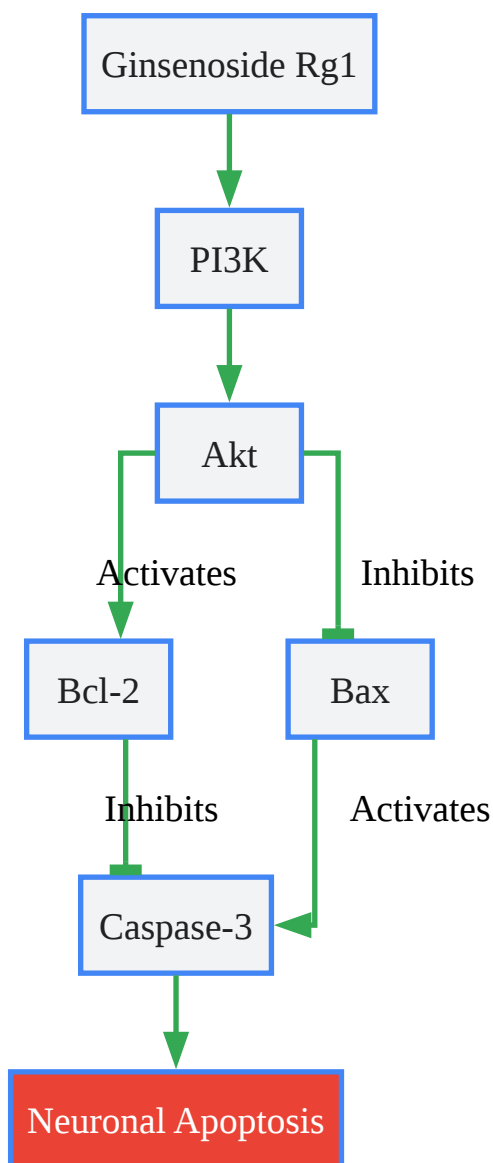 Ginsenoside Rg1
PI3K
Akt
Activates
Inhibits
Bcl-2
Bax
Inhibits
Activates
Caspase-3
Neuronal Apoptosis